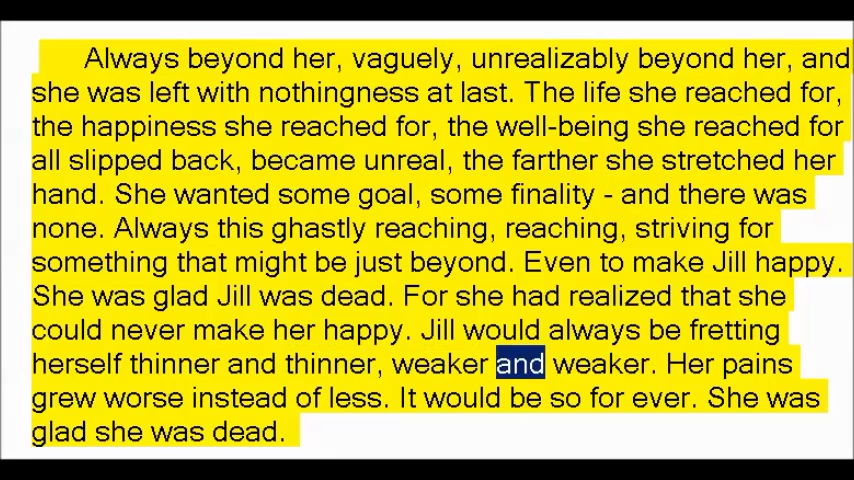 Always beyond her, vaguely, unrealizably beyond her, and
she was left with nothingness at last. The life she reached for,
the happiness she reached for, the well-being she reached for
all slipped back, became unreal, the farther she stretched her
hand. She wanted some goal, some finality - and there was
none. Always this ghastly reaching, reaching, striving for
something that might be just beyond. Even to make Jill happy.
She was glad Jill was dead. For she had realized that she
could never make her happy. Jill would always be fretting
herself thinner and thinner, weaker and weaker. Her pains
grew worse instead of less. It would be so for ever. She was
glad she was dead.